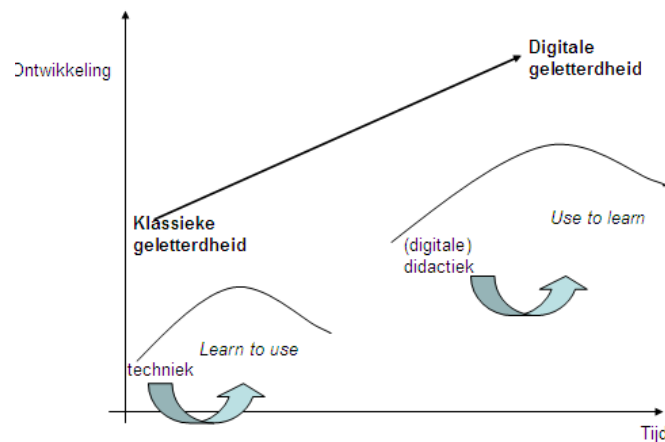 Digitale
geletterdheid
Ontwikkeling
Klassieke
geletterdheid
Use to learn
(digitale)
didactiek
Learn to use
techniek
Tijd